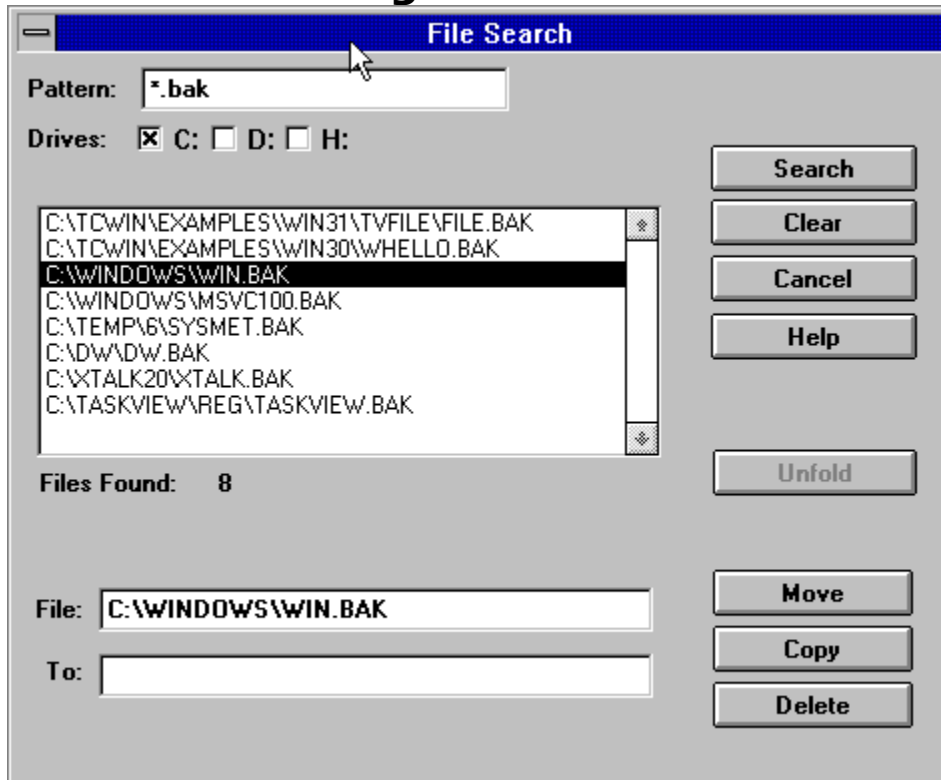 File Search
Pattern: *.bak
Drives: C: D: H:
Search
C:\TCWIN\EXAMPLES\WIN31\TVFILE\FILE.BAK
Clear
C:\TCWIN\EXAMPLES\WIN30\WHELLO.BAK
C:\WINDOWS\WIN.BAK
Cancel
C:\WINDOWS\MSVC100.BAK
C:\TEMP\6\SYSMET.BAK
Help
C:\DW\DW.BAK
C:\XTALK20\XTALK.BAK
C:\TASKVIEW\REG\TASKVIEW.BAK
Files Found: 8
Unfold
File: C:\WINDOWS\WIN.BAK
Move
To:
Copy
Delete